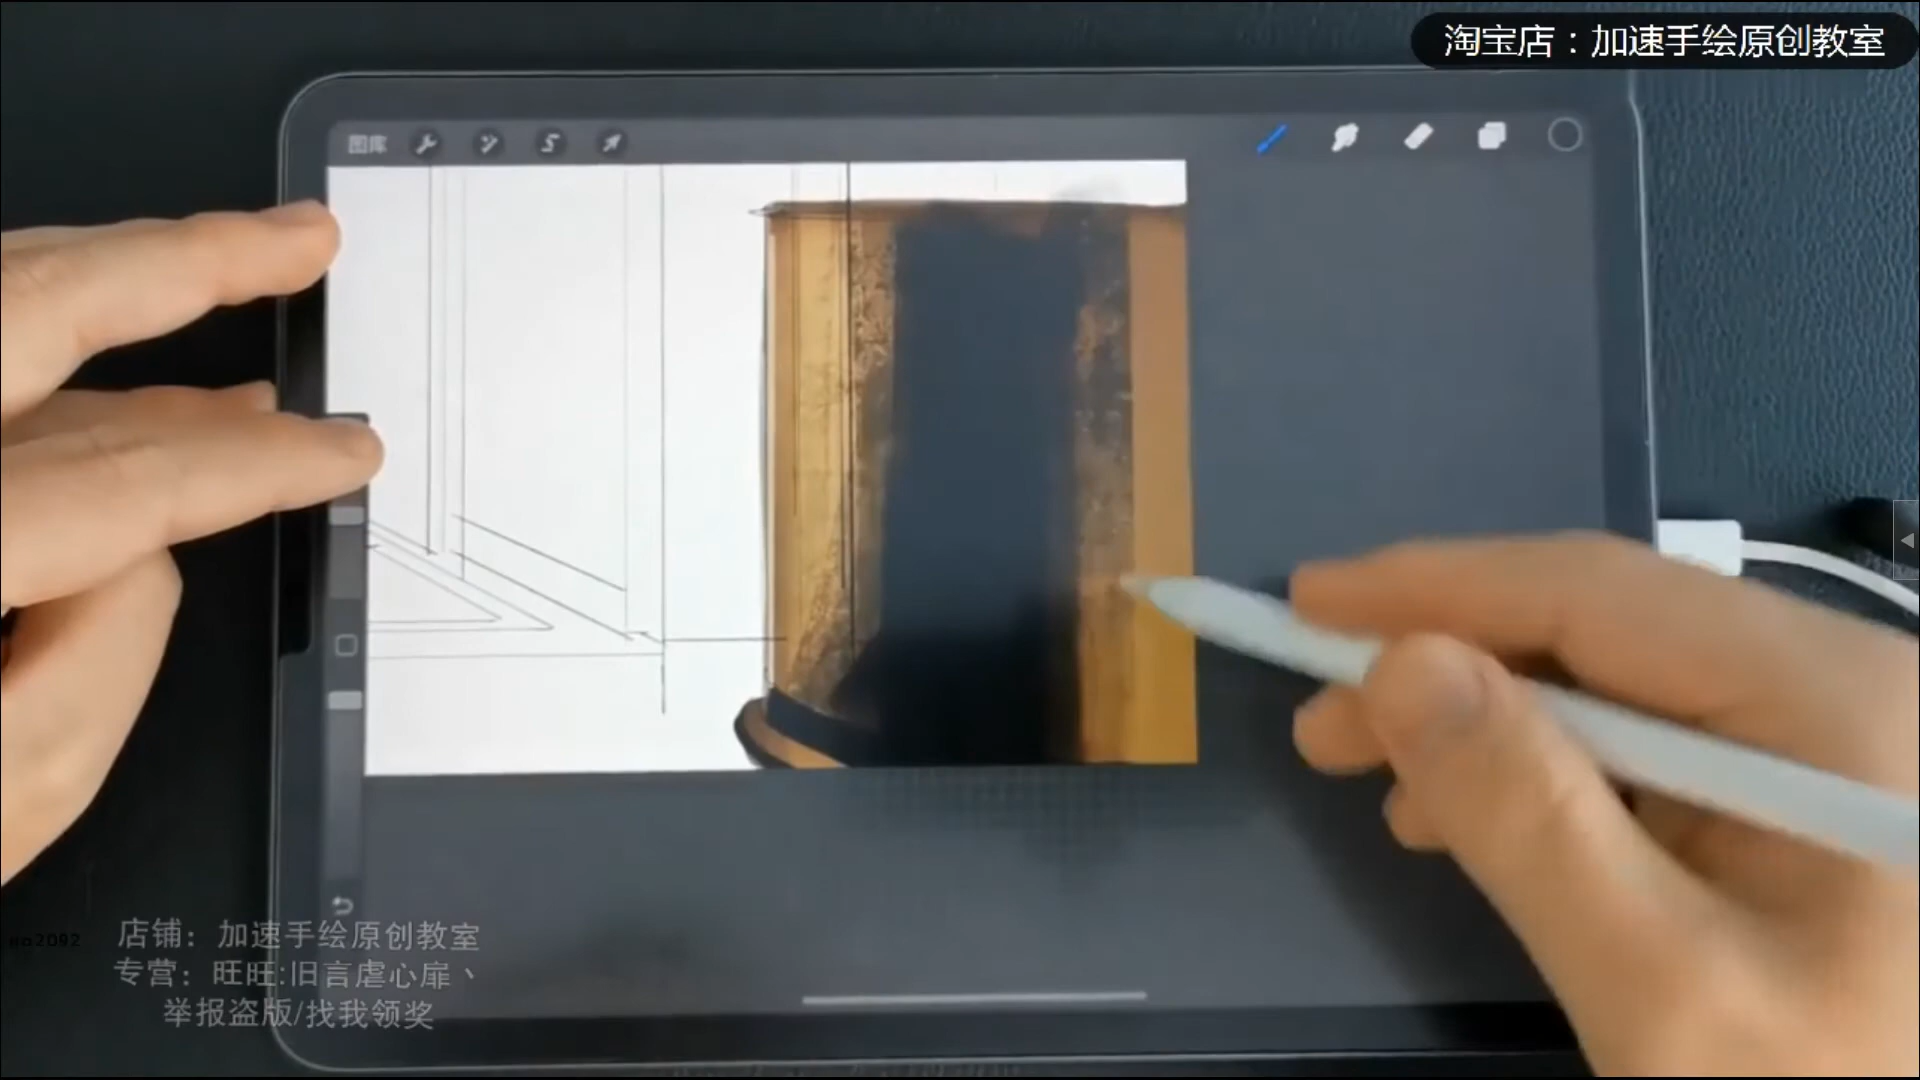 淘宝店：加速手绘原创教室
图库
店铺：加速手绘原创教室
专营：旺旺:旧言虐心扉丶
举报盗版/找我领奖